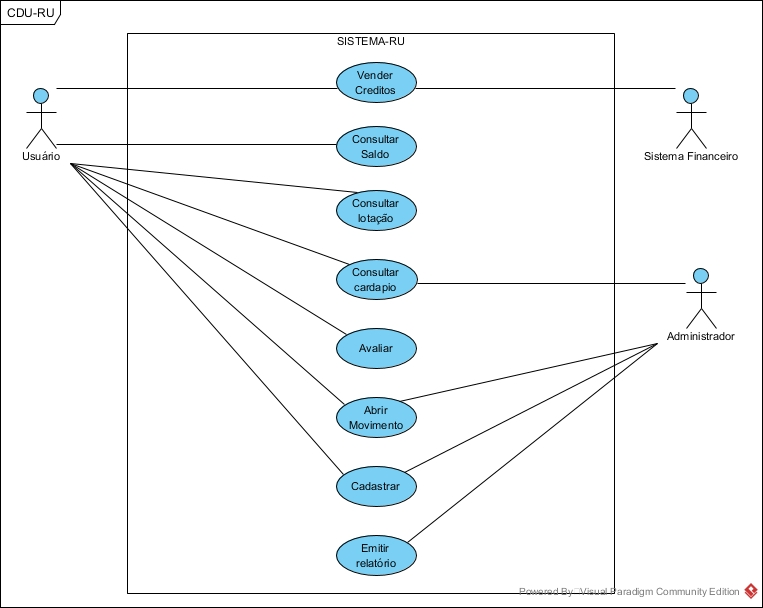 CDU-RU
SISTEMA-RU
Vender
Creditos
Consultar
Saldo
Usuário
Sistema Financeiro
Consultar
lotação
Consultar
cardapio
Administrador
Avaliar
Abrir
Movimento
Cadastrar
Emitir
relatório
Powered By Visual Paradigm Community Edition